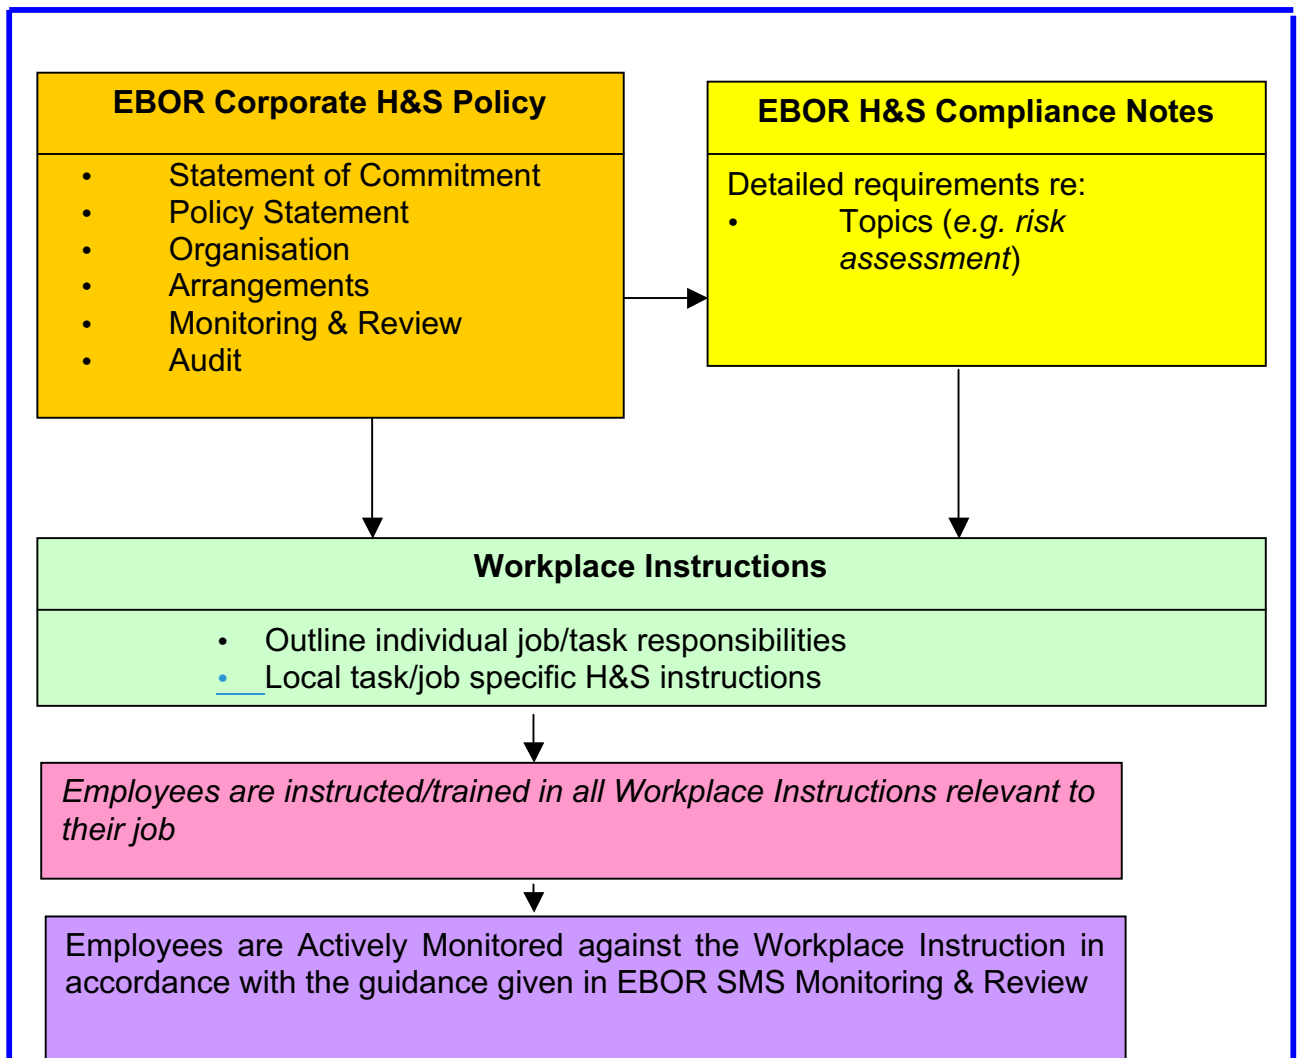 EBOR Corporate H&S Policy
• Statement of Commitment
• Policy Statement
• Organisation
• Arrangements
• Monitoring & Review
• Audit
EBOR H&S Compliance Notes
Detailed requirements re:
• Topics (e.g. risk
assessment)
Workplace Instructions
• Outline individual job/task responsibilities
• Local task/job specific H&S instructions
Employees are instructed/trained in all Workplace Instructions relevant to
their job
Employees are Actively Monitored against the Workplace Instruction in
accordance with the guidance given in EBOR SMS Monitoring & Review